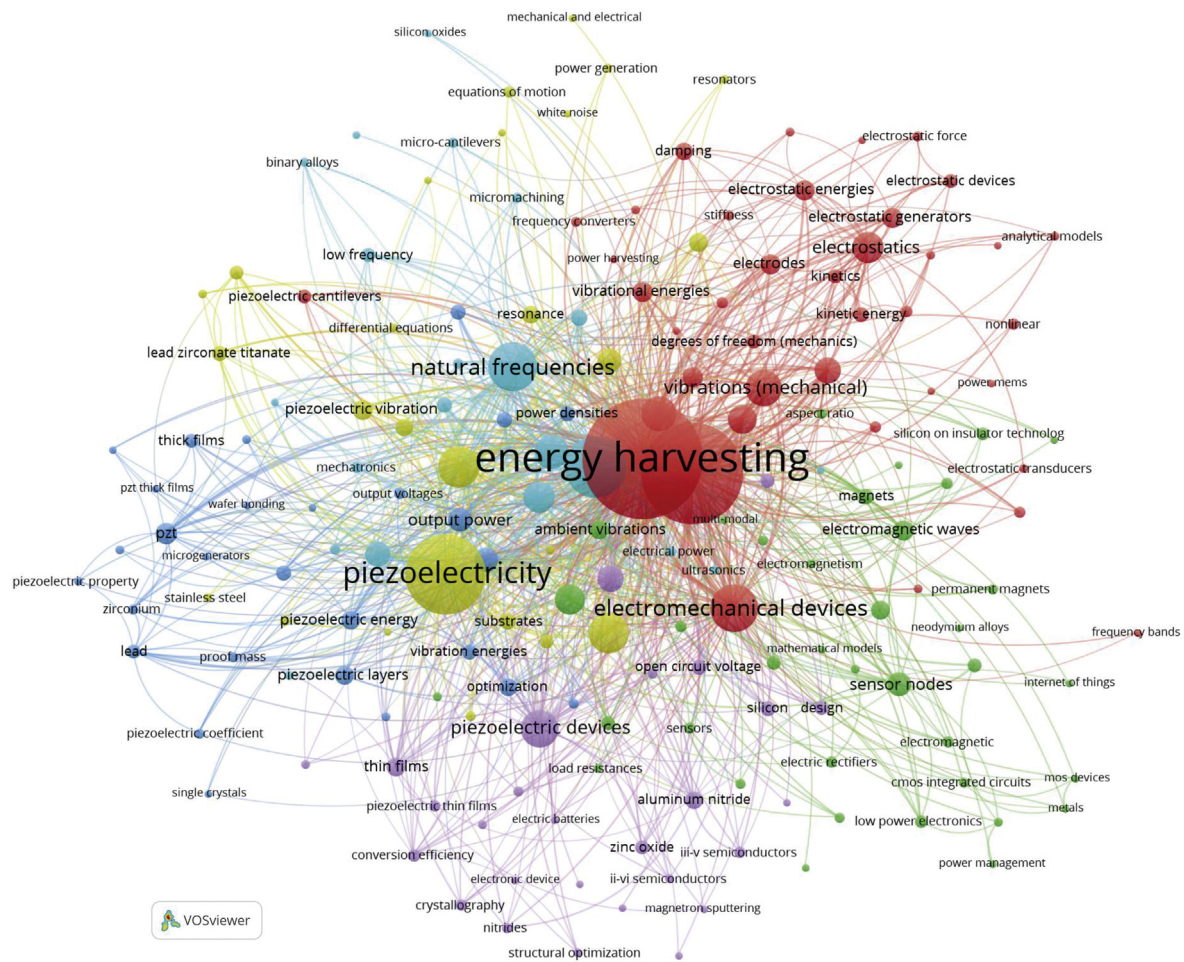 mechanical and electrical
silicon oxides
power generation
resonators
equations of motion
white noise
electrostatic force
micro-cantilevers
damping
binary alloys
electrostatic devices
electrostatic energies
micromachining
stiffness
electrostatic generators
frequency converters
analytical models
electrostatics
low frequency
power harvesting
electrodes
kinetics
vibrational energies
piezoelectric cantilevers
resonance
kinetic energy
nonlinear
differential equations
degrees of freedom (mechanics)
lead zirconate titanate
natural frequencies
power mems
vibrations (mechanical)
piezoelectric vibration
power densities
aspect ratio
silicon on insulator technolog
thick films
energy harvesting
mechatronics
electrostatic transducers
pzt thick films
output voltages
magnets
wafer bonding
output power
multi-modal
ambient vibrations
electromagnetic waves
pzt
electrical power
microgenerators
electromagnetism
ultrasonics
piezoelectricity
piezoelectric property
permanent magnets
stainless steel
zirconium
electromechanical devices
piezoelectric energy
substrates
neodymium alloys
frequency bands
lead
proof mass
vibration energies
mathematical models
open circuit voltage
piezoelectric layers
optimization
sensor nodes
internet of things
silicon
design
piezoelectric devices
sensors
piezoelectric coefficient
electromagnetic
electric rectifiers
thin films
load resistances
cmos integrated circuits
mos devices
single crystals
aluminum nitride
piezoelectric thin films
metals
electric batteries
low power electronics
zinc oxide
iii-v semiconductors
conversion efficiency
power management
electronic device
ii-vi semiconductors
crystallography
magnetron sputtering
VOSviewer
nitrides
structural optimization